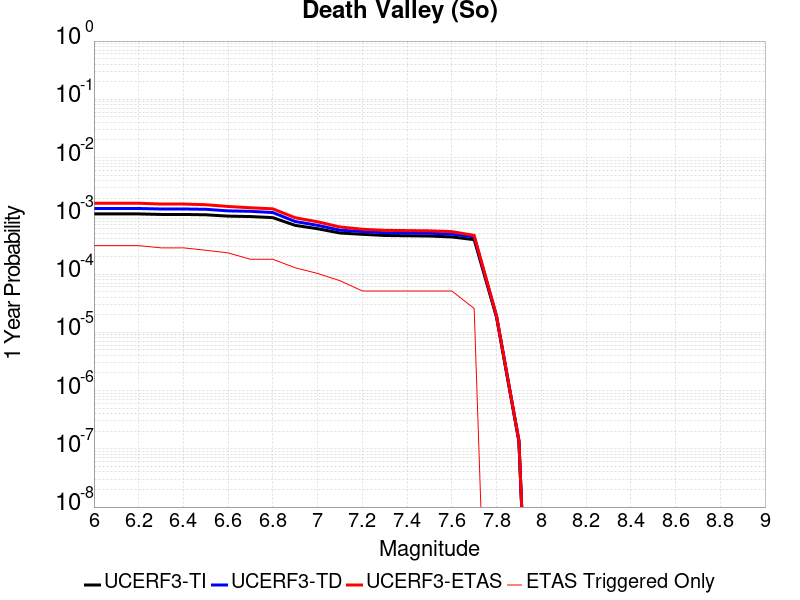 Death Valley (So)
10^0
10^-1
10^-2
10^-3
10^-4
10^-5
10^-6
10^-7
10^-8
1 Year Probability
6 6.2 6.4 6.6 6.8 7 7.2 7.4 7.6 7.8 8 8.2 8.4 8.6 8.8 9
Magnitude
UCERF3-TI UCERF3-TD UCERF3-ETAS ETAS Triggered Only